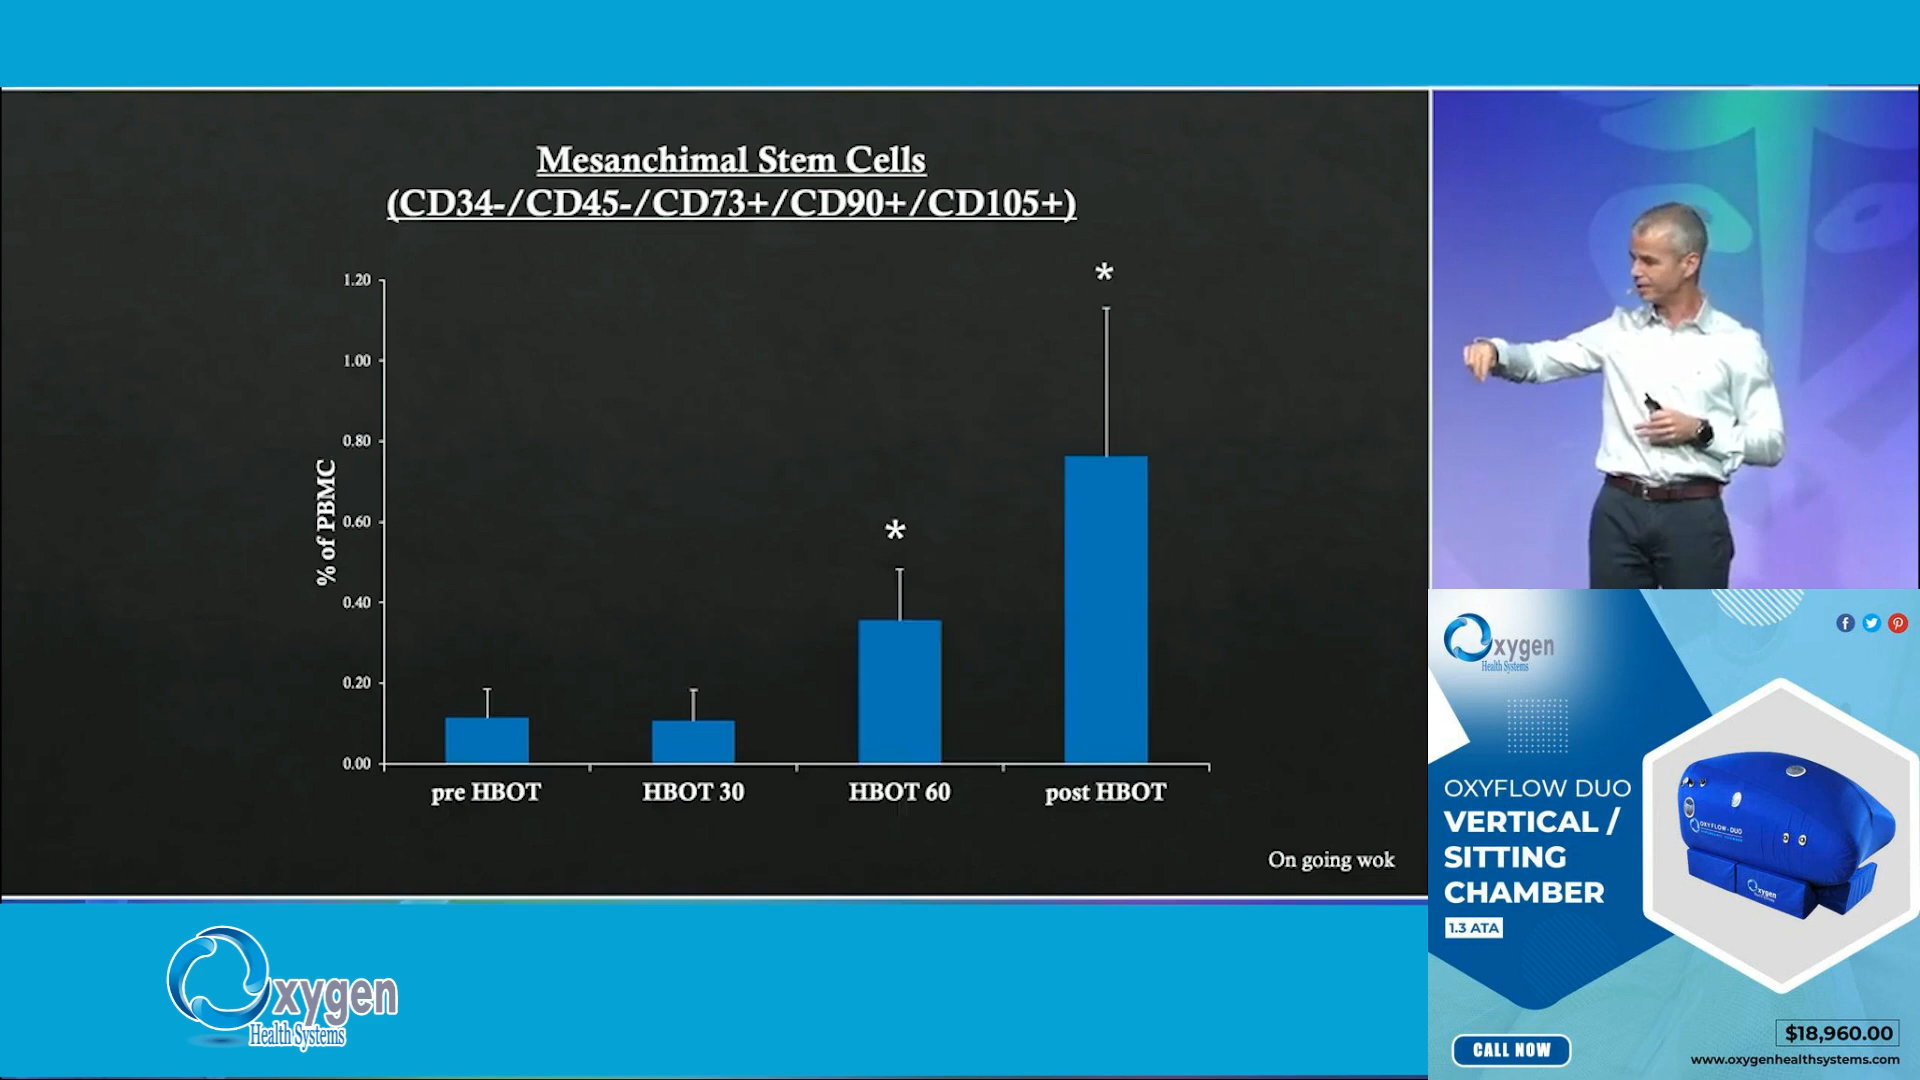 Mesanchimal Stem Cells
(CD34-/CD45-/CD73+/CD90+/CD105+)
% of PBMC
1.20
1.00
0.80
0.60
0.40
0.20
0.00
*
*
pre HBOT
HBOT 30
HBOT 60
post HBOT
On going wok
Oxygen
Health Systems
Oxygen
Health Systems
OXYFLOW DUO
VERTICAL /
SITTING
CHAMBER
1.3 ATA
OXYFLOW-DUO
Oxygen
CALL NOW
$18,960.00
www.oxygenhealthsystems.com